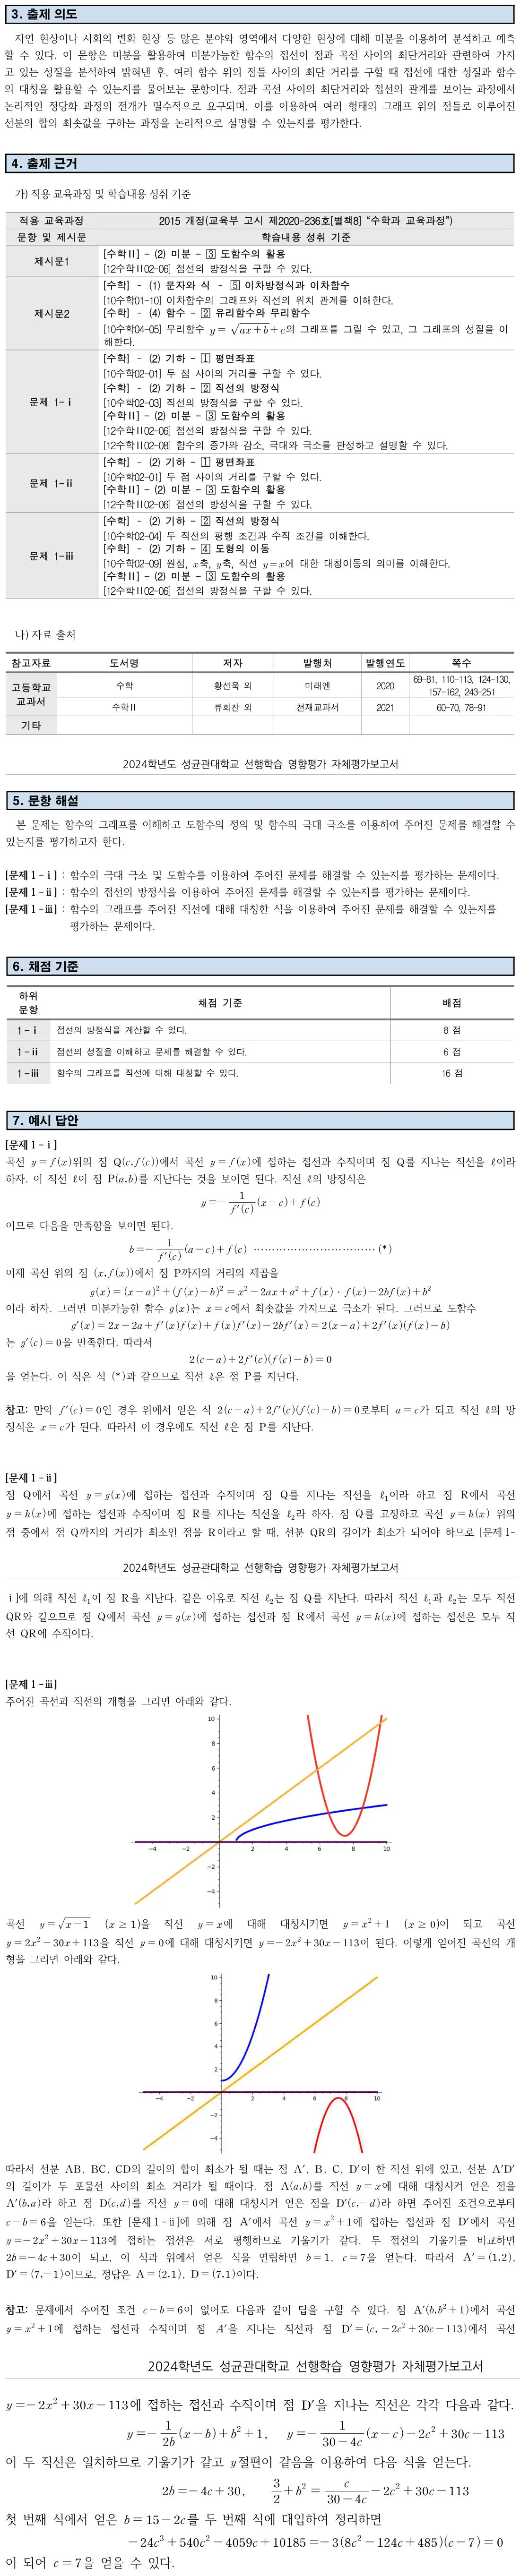 3. 출제 의도
자연 현상이나 사회의 변화 현상 등 많은 분야와 영역에서 다양한 현상에 대해 미분을 이용하여 분석하고 예측
할 수 있다. 이 문항은 미분을 활용하여 미분가능한 함수의 접선이 점과 곡선 사이의 최단거리와 관련하여 가지
고 있는 성질을 분석하여 밝혀낸 후, 여러 함수 위의 점들 사이의 최단 거리를 구할 때 접선에 대한 성질과 함수
의 대칭을 활용할 수 있는지를 물어보는 문항이다. 점과 곡선 사이의 최단거리와 접선의 관계를 보이는 과정에서
논리적인 정당화 과정의 전개가 필수적으로 요구되며, 이를 이용하여 여러 형태의 그래프 위의 점들로 이루어진
선분의 합의 최솟값을 구하는 과정을 논리적으로 설명할 수 있는지를 평가한다.
4. 출제 근거
가) 적용 교육과정 및 학습내용 성취 기준
적용 교육과정 2015 개정(교육부 고시 제2020-236호[별책8] “수학과 교육과정”)
문항 및 제시문 학습내용 성취 기준
제시문1
[수학Ⅱ] - (2) 미분 - ③ 도함수의 활용
[12수학Ⅱ02-06] 접선의 방정식을 구할 수 있다.
제시문2
[수학] - (1) 문자와 식 - ⑤ 이차방정식과 이차함수
[10수학01-10] 이차함수의 그래프와 직선의 위치 관계를 이해한다.
[수학] - (4) 함수 - ② 유리함수와 무리함수
[10수학04-05] 무리함수 y = √(ax+b)+c의 그래프를 그릴 수 있고, 그 그래프의 성질을 이
해한다.
문제 1-ⅰ
[수학] - (2) 기하 - ① 평면좌표
[10수학02-01] 두 점 사이의 거리를 구할 수 있다.
[수학] - (2) 기하 - ② 직선의 방정식
[10수학02-03] 직선의 방정식을 구할 수 있다.
[수학Ⅱ] - (2) 미분 - ③ 도함수의 활용
[12수학Ⅱ02-06] 접선의 방정식을 구할 수 있다.
[12수학Ⅱ02-08] 함수의 증가와 감소, 극대와 극소를 판정하고 설명할 수 있다.
문제 1-ⅱ
[수학] - (2) 기하 - ① 평면좌표
[10수학02-01] 두 점 사이의 거리를 구할 수 있다.
[수학Ⅱ] - (2) 미분 - ③ 도함수의 활용
[12수학Ⅱ02-06] 접선의 방정식을 구할 수 있다.
문제 1-ⅲ
[수학] - (2) 기하 - ② 직선의 방정식
[10수학02-04] 두 직선의 평행 조건과 수직 조건을 이해한다.
[수학] - (2) 기하 - ④ 도형의 이동
[10수학02-09] 원점, x축, y축, 직선 y=x에 대한 대칭이동의 의미를 이해한다.
[수학Ⅱ] - (2) 미분 - ③ 도함수의 활용
[12수학Ⅱ02-06] 접선의 방정식을 구할 수 있다.
나) 자료 출처
참고자료 도서명 저자 발행처 발행연도 쪽수
고등학교 교과서
수학 황선욱 외 미래엔 2020 69-81, 110-113, 124-130, 157-162, 243-251
수학Ⅱ 류희찬 외 천재교과서 2021 60-70, 78-91
기타
2024학년도 성균관대학교 선행학습 영향평가 자체평가보고서
5. 문항 해설
본 문제는 함수의 그래프를 이해하고 도함수의 정의 및 함수의 극대 극소를 이용하여 주어진 문제를 해결할 수
있는지를 평가하고자 한다.
[문제 1 - ⅰ] : 함수의 극대 극소 및 도함수를 이용하여 주어진 문제를 해결할 수 있는지를 평가하는 문제이다.
[문제 1 - ⅱ] : 함수의 접선의 방정식을 이용하여 주어진 문제를 해결할 수 있는지를 평가하는 문제이다.
[문제 1 - ⅲ] : 함수의 그래프를 주어진 직선에 대해 대칭한 식을 이용하여 주어진 문제를 해결할 수 있는지를
평가하는 문제이다.
6. 채점 기준
하위 문항 채점 기준 배점
1 - ⅰ 접선의 방정식을 계산할 수 있다. 8 점
1 - ⅱ 접선의 성질을 이해하고 문제를 해결할 수 있다. 6 점
1 - ⅲ 함수의 그래프를 직선에 대해 대칭할 수 있다. 16 점
7. 예시 답안
[문제 1 - ⅰ]
곡선 y=f(x)위의 점 Q(c,f(c))에서 곡선 y=f(x)에 접하는 접선과 수직이며 점 Q를 지나는 직선을 ℓ이라
하자. 이 직선 ℓ이 점 P(a,b)를 지난다는 것을 보이면 된다. 직선 ℓ의 방정식은
y = - 1/f′(c) (x-c)+f(c)
이므로 다음을 만족함을 보이면 된다.
b = - 1/f′(c) (a-c)+f(c) ……………………………… (*)
이제 곡선 위의 점 (x,f(x))에서 점 P까지의 거리의 제곱을
g(x)=(x-a)²+(f(x)-b)²=x²-2ax+a²+f(x)·f(x)-2bf(x)+b²
이라 하자. 그러면 미분가능한 함수 g(x)는 x=c에서 최솟값을 가지므로 극소가 된다. 그러므로 도함수
g′(x)=2x-2a+f′(x)f(x)+f(x)f′(x)-2bf′(x)=2(x-a)+2f′(x)(f(x)-b)
는 g′(c)=0을 만족한다. 따라서
2(c-a)+2f′(c)(f(c)-b)=0
을 얻는다. 이 식은 식 (*)과 같으므로 직선 ℓ은 점 P를 지난다.
참고: 만약 f′(c)=0인 경우 위에서 얻은 식 2(c-a)+2f′(c)(f(c)-b)=0로부터 a=c가 되고 직선 ℓ의 방
정식은 x=c가 된다. 따라서 이 경우에도 직선 ℓ은 점 P를 지난다.
[문제 1 - ⅱ]
점 Q에서 곡선 y=g(x)에 접하는 접선과 수직이며 점 Q를 지나는 직선을 ℓ₁이라 하고 점 R에서 곡선
y=h(x)에 접하는 접선과 수직이며 점 R를 지나는 직선을 ℓ₂라 하자. 점 Q를 고정하고 곡선 y=h(x) 위의
점 중에서 점 Q까지의 거리가 최소인 점을 R이라고 할 때, 선분 QR의 길이가 최소가 되어야 하므로 [문제 1-
2024학년도 성균관대학교 선행학습 영향평가 자체평가보고서
ⅰ]에 의해 직선 ℓ₁이 점 R을 지난다. 같은 이유로 직선 ℓ₂는 점 Q를 지난다. 따라서 직선 ℓ₁과 ℓ₂는 모두 직선
QR와 같으므로 점 Q에서 곡선 y=g(x)에 접하는 접선과 점 R에서 곡선 y=h(x)에 접하는 접선은 모두 직
선 QR에 수직이다.
[문제 1 - ⅲ]
주어진 곡선과 직선의 개형을 그리면 아래와 같다.
10
8
6
4
2
−4 −2 0 2 4 6 8 10
−2
−4
곡선 y=√(x-1) (x≥1)을 직선 y=x에 대해 대칭시키면 y=x²+1 (x≥0)이 되고 곡선
y=2x²-30x+113을 직선 y=0에 대해 대칭시키면 y=-2x²+30x-113이 된다. 이렇게 얻어진 곡선의 개
형을 그리면 아래와 같다.
10
8
6
4
2
−4 −2 0 2 4 6 8 10
−2
−4
따라서 선분 AB, BC, CD의 길이의 합이 최소가 될 때는 점 A′, B, C, D′이 한 직선 위에 있고, 선분 A′D′
의 길이가 두 포물선 사이의 최소 거리가 될 때이다. 점 A(a,b)를 직선 y=x에 대해 대칭시켜 얻은 점을
A′(b,a)라 하고 점 D(c,d)를 직선 y=0에 대해 대칭시켜 얻은 점을 D′(c,-d)라 하면 주어진 조건으로부터
c-b=6을 얻는다. 또한 [문제 1-ⅱ]에 의해 점 A′에서 곡선 y=x²+1에 접하는 접선과 점 D′에서 곡선
y=-2x²+30x-113에 접하는 접선은 서로 평행하므로 기울기가 같다. 두 접선의 기울기를 비교하면
2b=-4c+30이 되고, 이 식과 위에서 얻은 식을 연립하면 b=1, c=7을 얻는다. 따라서 A′=(1,2),
D′=(7,-1)이므로, 정답은 A=(2,1), D=(7,1)이다.
참고: 문제에서 주어진 조건 c-b=6이 없어도 다음과 같이 답을 구할 수 있다. 점 A′(b,b²+1)에서 곡선
y=x²+1에 접하는 접선과 수직이며 점 A′을 지나는 직선과 점 D′=(c,-2c²+30c-113)에서 곡선
2024학년도 성균관대학교 선행학습 영향평가 자체평가보고서
y=-2x²+30x-113에 접하는 접선과 수직이며 점 D′을 지나는 직선은 각각 다음과 같다.
y = - 1/2b (x-b)+b²+1, y = - 1/(30-4c) (x-c)-2c²+30c-113
이 두 직선은 일치하므로 기울기가 같고 y절편이 같음을 이용하여 다음 식을 얻는다.
2b=-4c+30, 3/2 + b² = c/(30-4c) - 2c²+30c-113
첫 번째 식에서 얻은 b=15-2c를 두 번째 식에 대입하여 정리하면
-24c³+540c²-4059c+10185=-3(8c²-124c+485)(c-7)=0
이 되어 c=7을 얻을 수 있다.